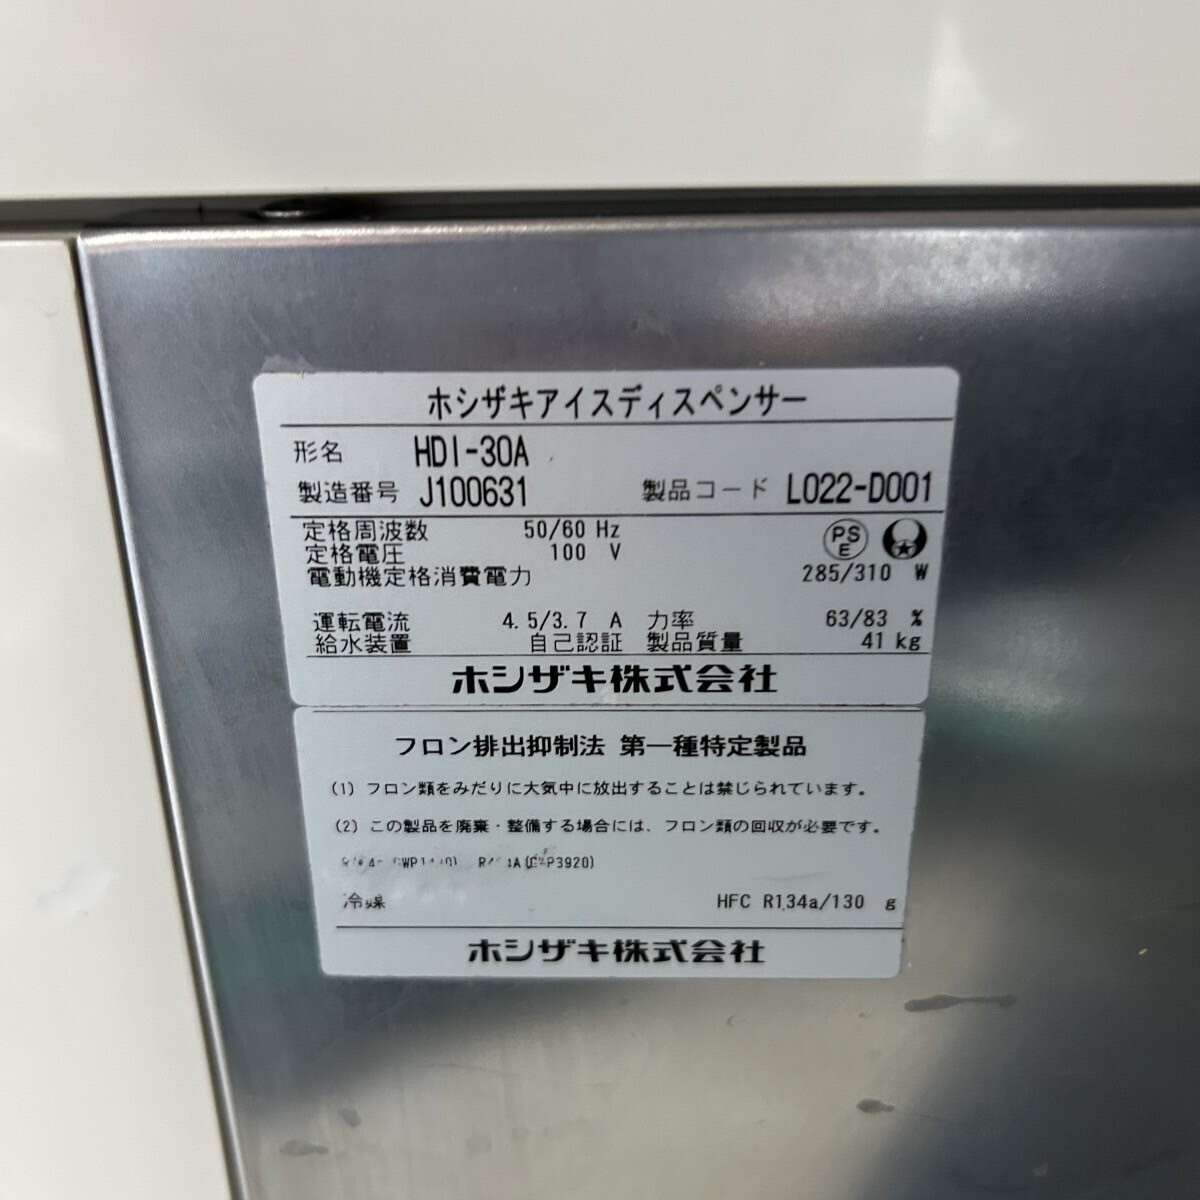 ホシザキアイスディスペンサー
形名 HDI-30A
製造番号 J100631 製品コード L022-D001
定格周波数 50/60 Hz PSE
定格電圧 100 V
電動機定格消費電力 285/310 W
運転電流 4.5/3.7 A 力率 63/83 %
給水装置 自己認証 製品質量 41 kg
ホシザキ株式会社
フロン排出抑制法 第一種特定製品
(1) フロン類をみだりに大気中に放出することは禁じられています。
(2) この製品を廃棄・整備する場合には、フロン類の回収が必要です。
冷媒 HFC R134a/130 g
ホシザキ株式会社